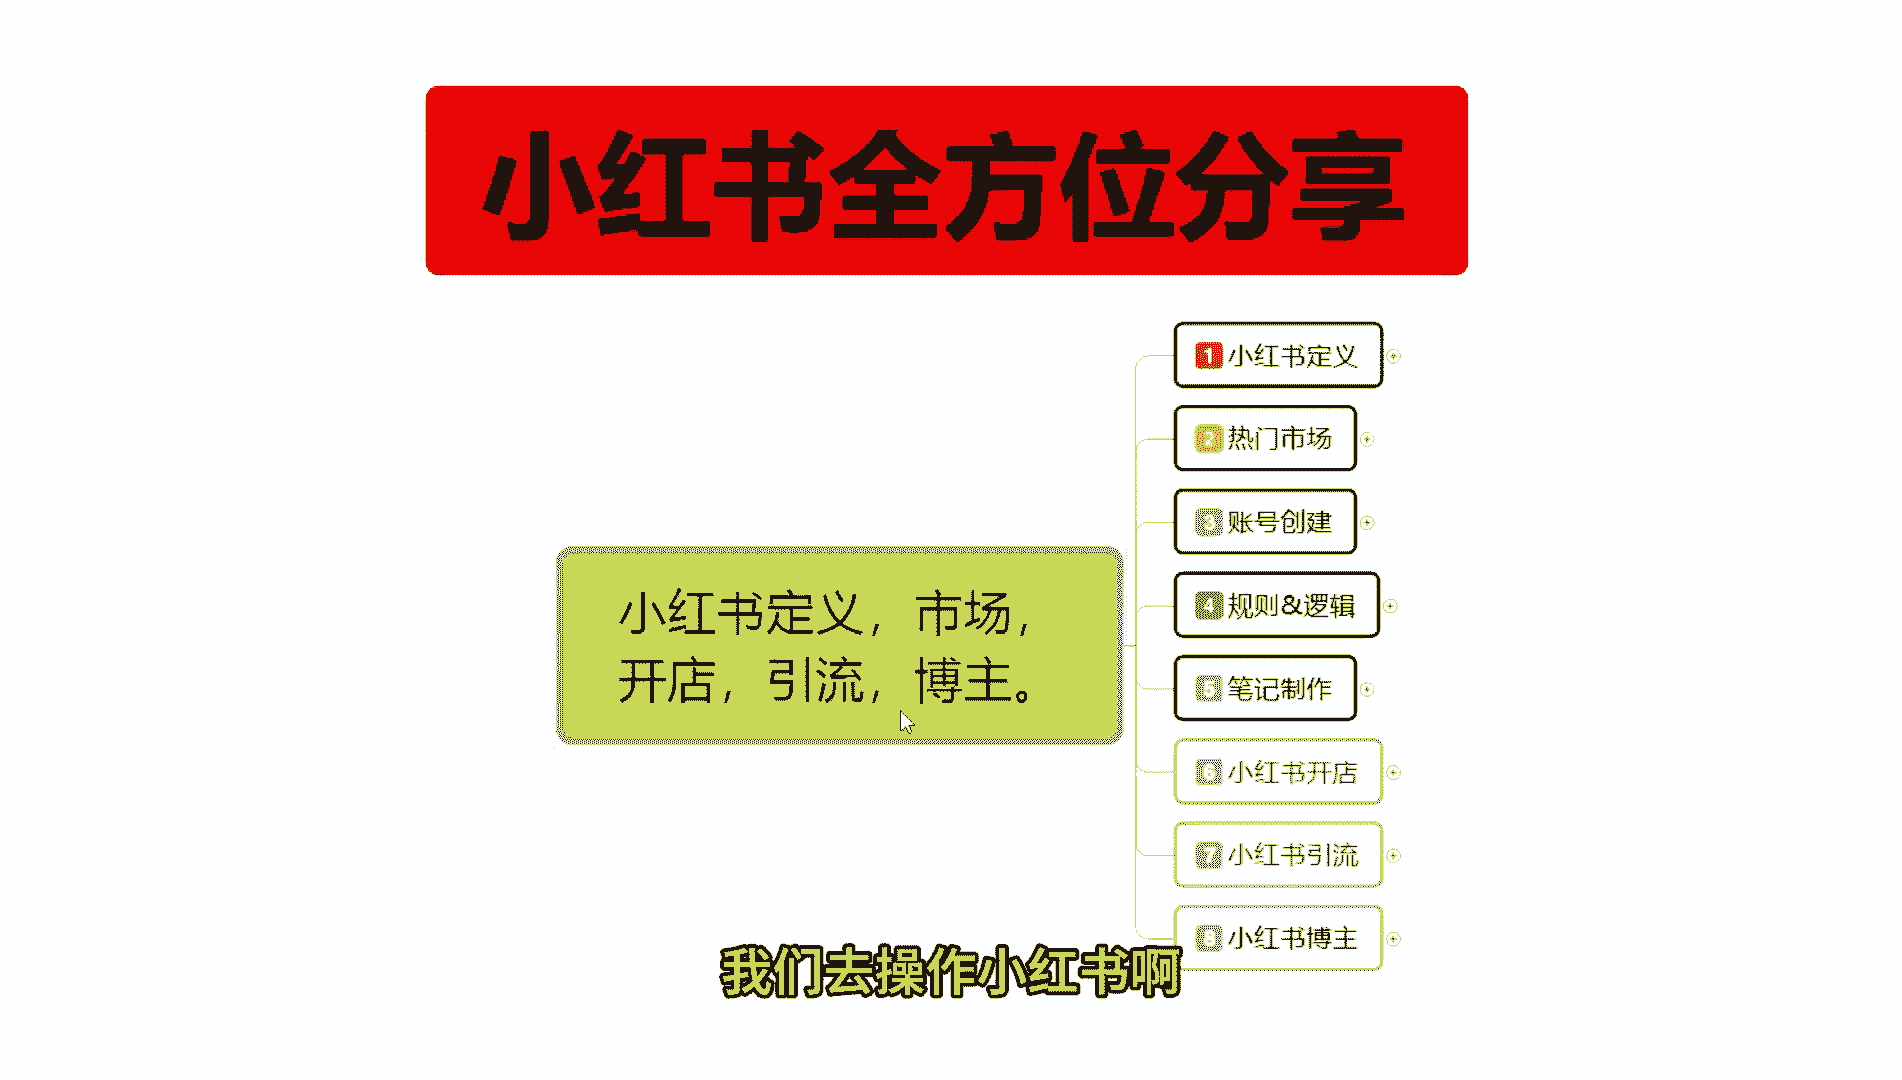 小红书全方位分享
小红书定义，市场，
开店，引流，博主。
1 小红书定义
2 热门市场
3 账号创建
4 规则&逻辑
5 笔记制作
6 小红书开店
7 小红书引流
8 小红书博主
我们去操作小红书啊